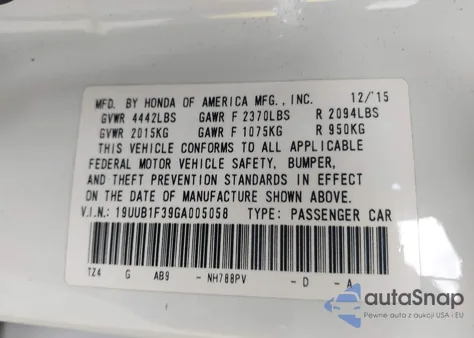 MFD. BY HONDA OF AMERICA MFG., INC. 12/15
GVWR 4442LBS GAWR F 2370LBS R 2094LBS
GVWR 2015KG GAWR F 1075KG R 950KG
THIS VEHICLE CONFORMS TO ALL APPLICABLE
FEDERAL MOTOR VEHICLE SAFETY, BUMPER,
AND THEFT PREVENTION STANDARDS IN EFFECT
ON THE DATE OF MANUFACTURE SHOWN ABOVE.
V.I.N.: 19UUB1F39GA005058 TYPE: PASSENGER CAR
TZ4 G AB9 - NH788PV - D - A
autoSnap
Pewne auto z aukcji USA i EU